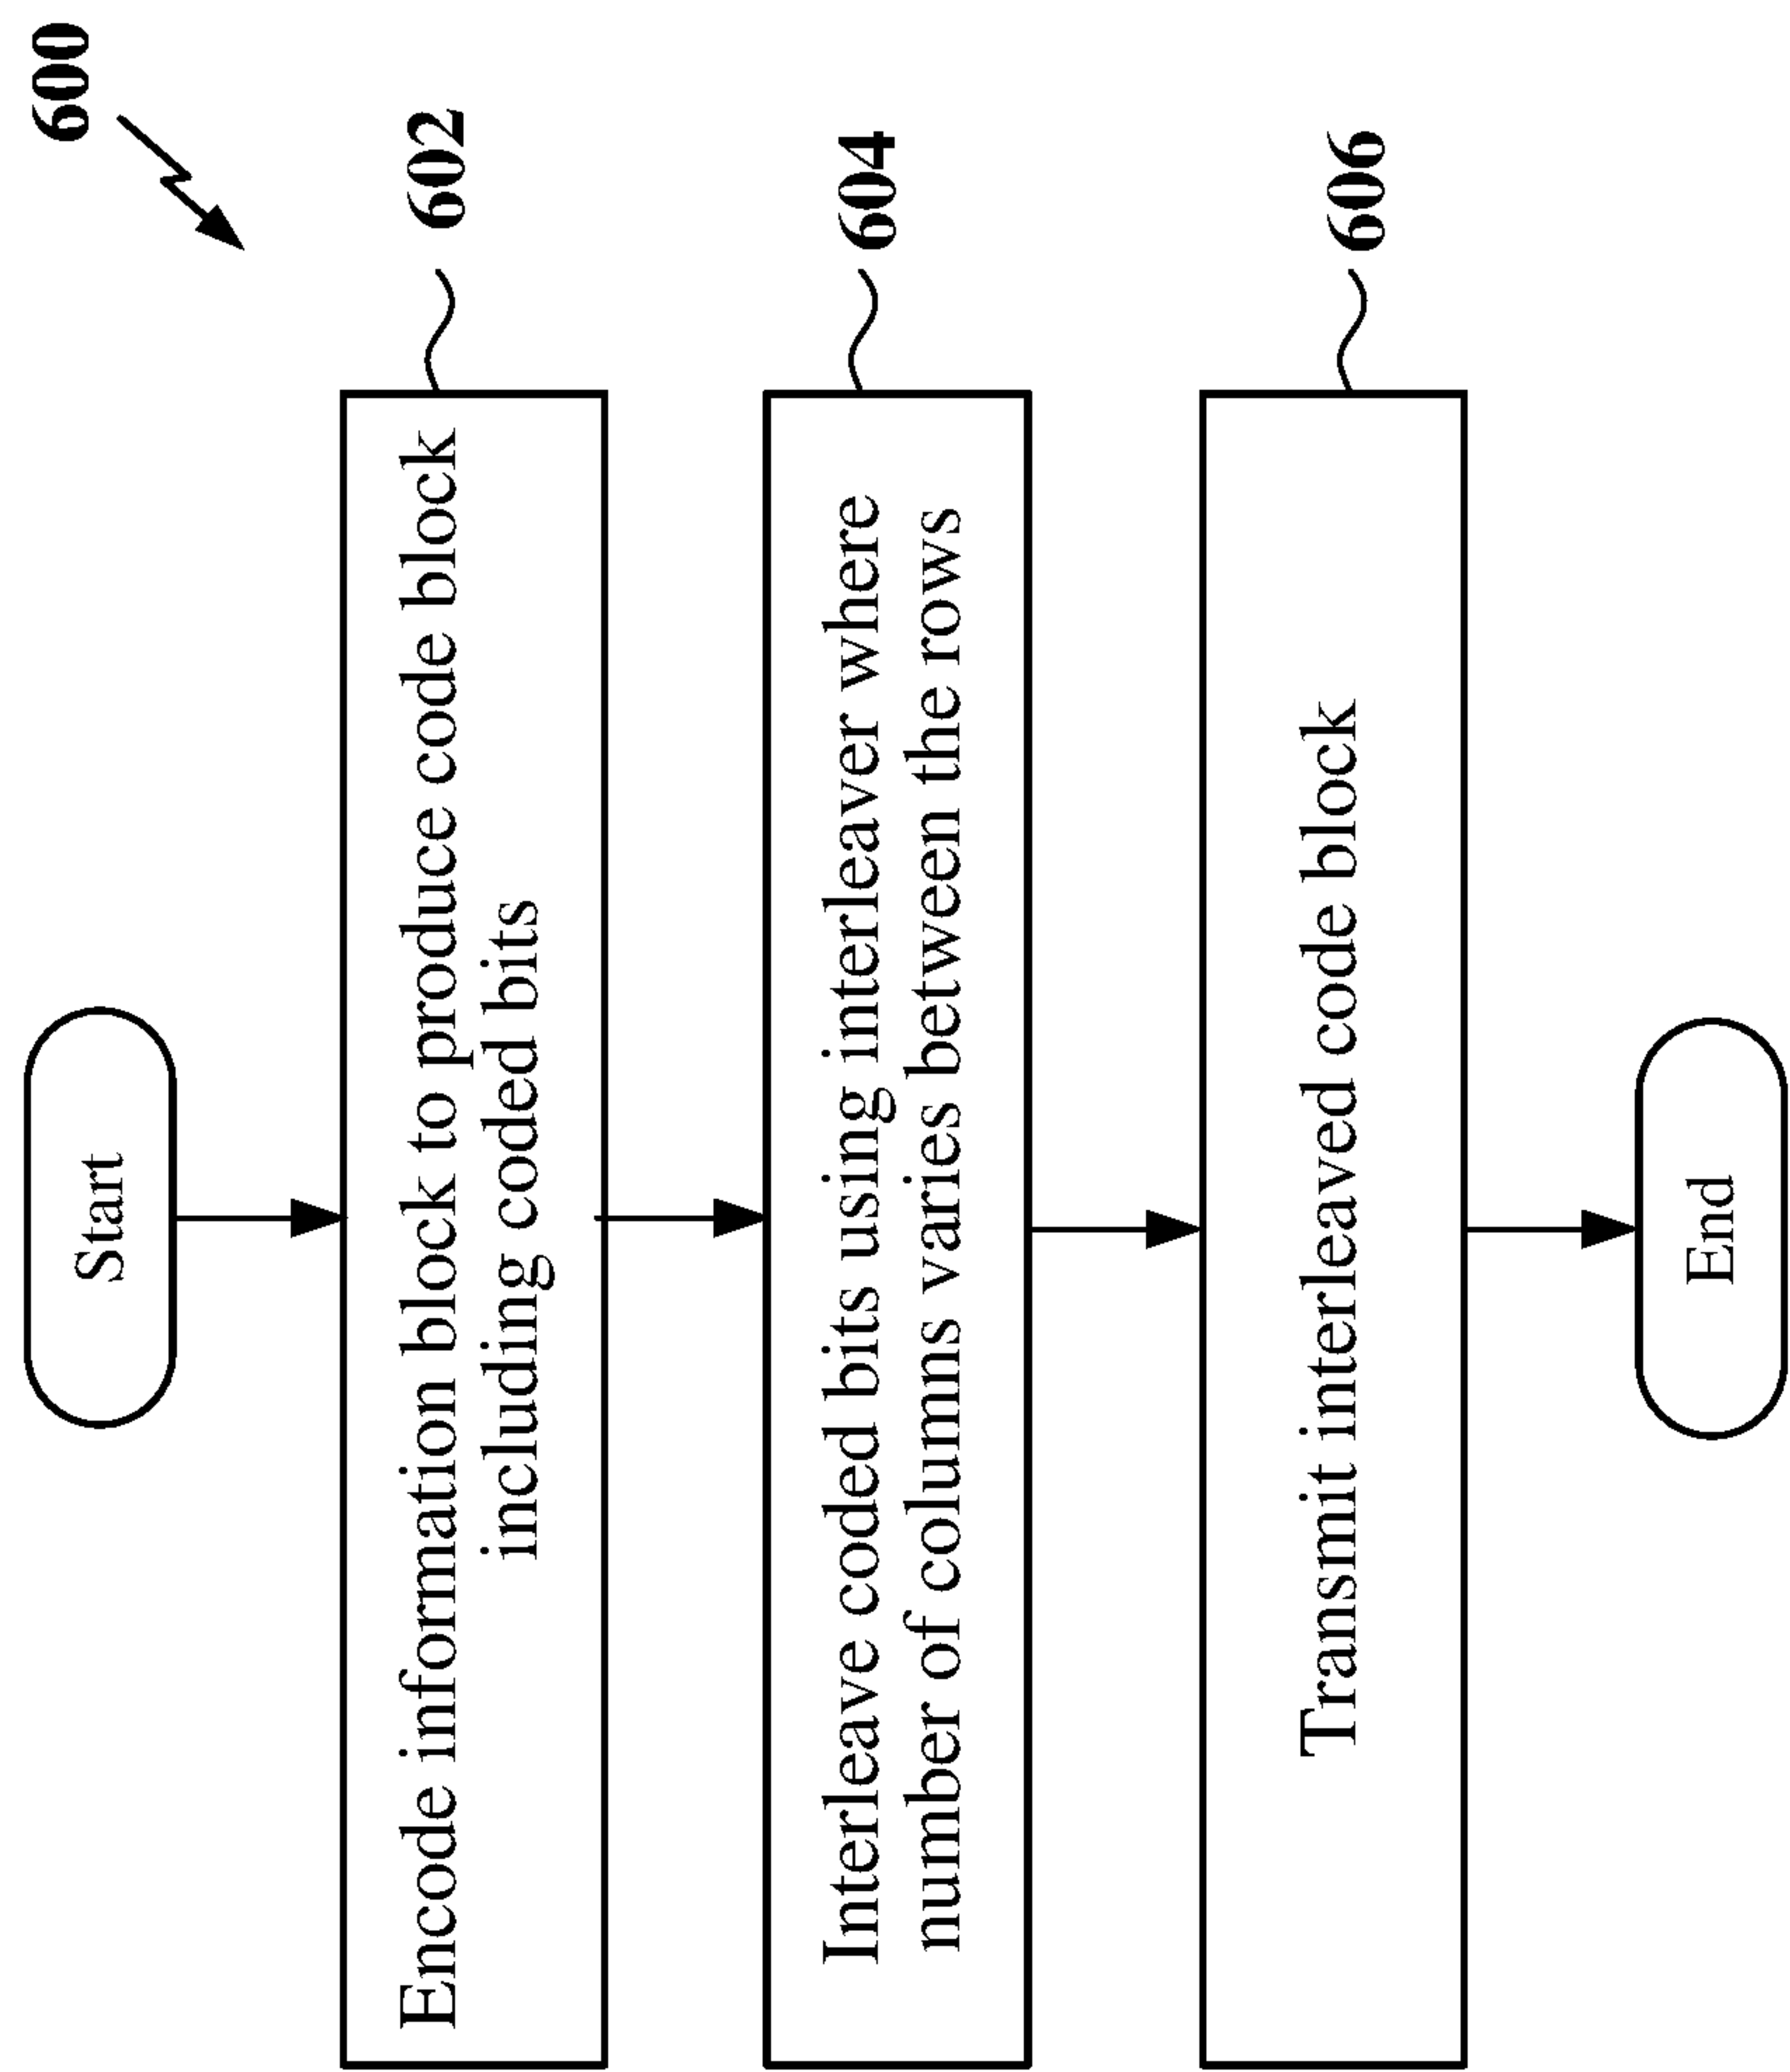 600
Start
Encode information block to produce code block
including coded bits
602
Interleave coded bits using interleaver where
number of columns varies between the rows
604
Transmit interleaved code block
606
End